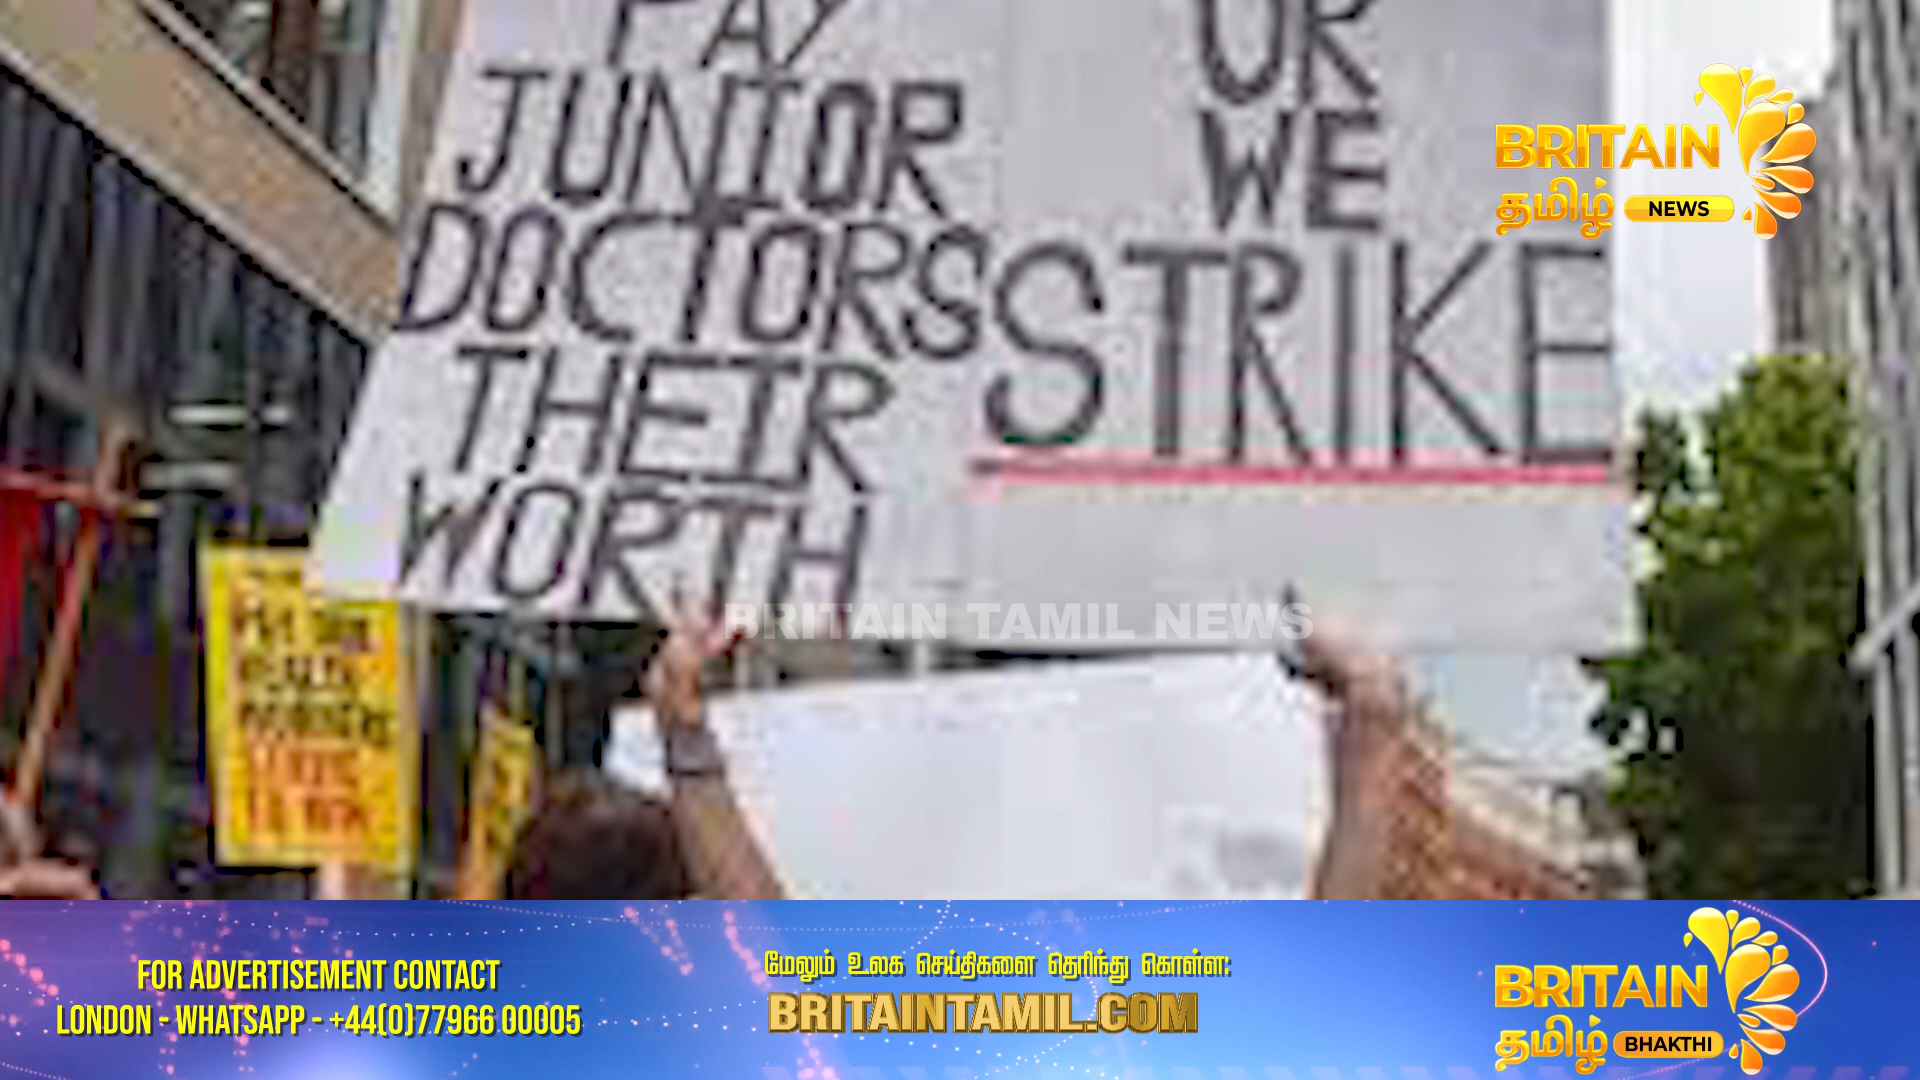 PAY
JUNIOR
DOCTORS
THEIR
WORTH
OR
WE
STRIKE
BRITAIN
தமிழ் NEWS
BRITAIN TAMIL NEWS
FOR ADVERTISEMENT CONTACT
LONDON - WHATSAPP - +44(0)77966 00005
மேலும் உலக செய்திகளை தெரிந்து கொள்ள:
BRITAINTAMIL.COM
BRITAIN
தமிழ் BHAKTHI